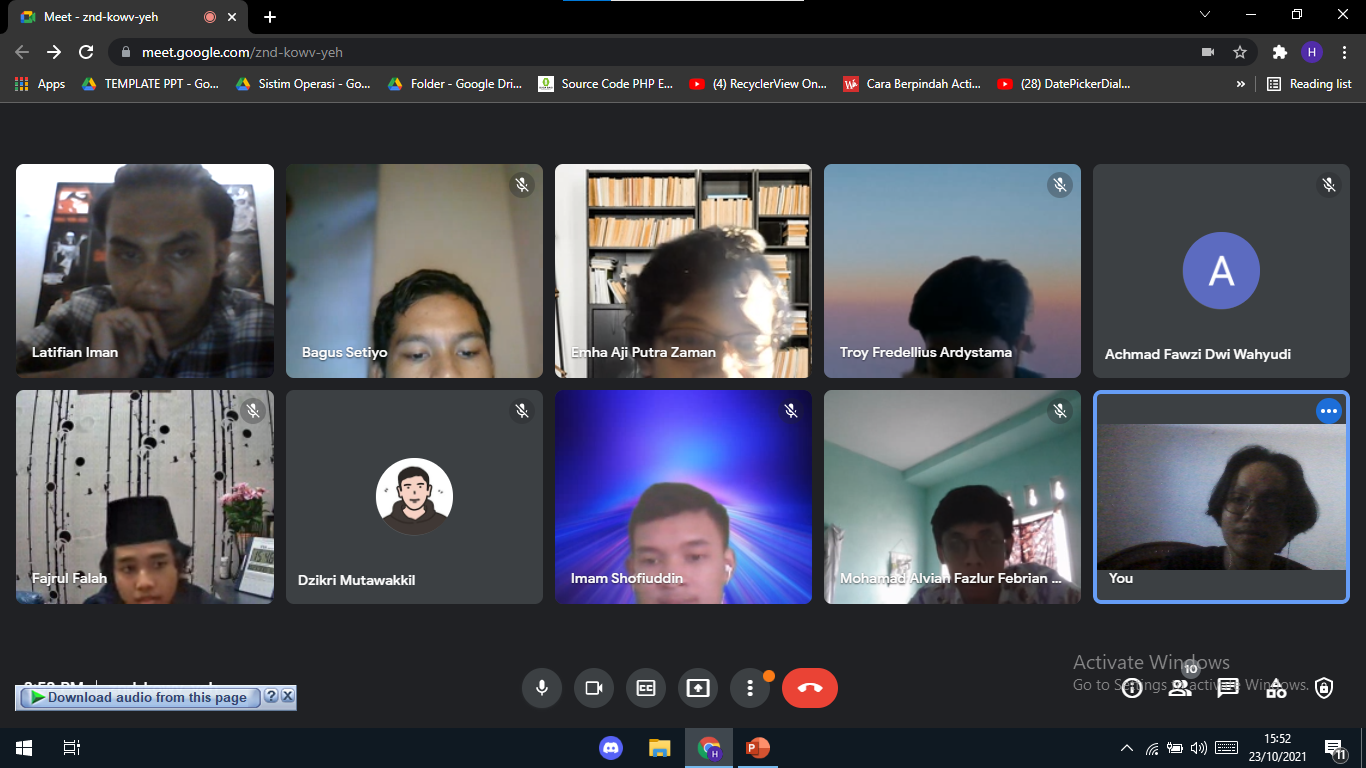 Meet - znd-kowv-yeh
meet.google.com/znd-kowv-yeh
H
Apps
TEMPLATE PPT - Go...
Sistim Operasi - Go...
Folder - Google Dri...
Source Code PHP E...
(4) RecyclerView On...
Cara Berpindah Acti...
(28) DatePickerDial...
»
Reading list
Latifian Iman
Bagus Setiyo
Emha Aji Putra Zaman
Troy Fredellius Ardystama
A
Achmad Fawzi Dwi Wahyudi
Fajrul Falah
Dzikri Mutawakkil
Imam Shofiuddin
Mohamad Alvian Fazlur Febrian ...
You
Download audio from this page
?
X
CC
10
Activate Windows
Go to Settings to activate Windows.
H
P
15:52
23/10/2021
11